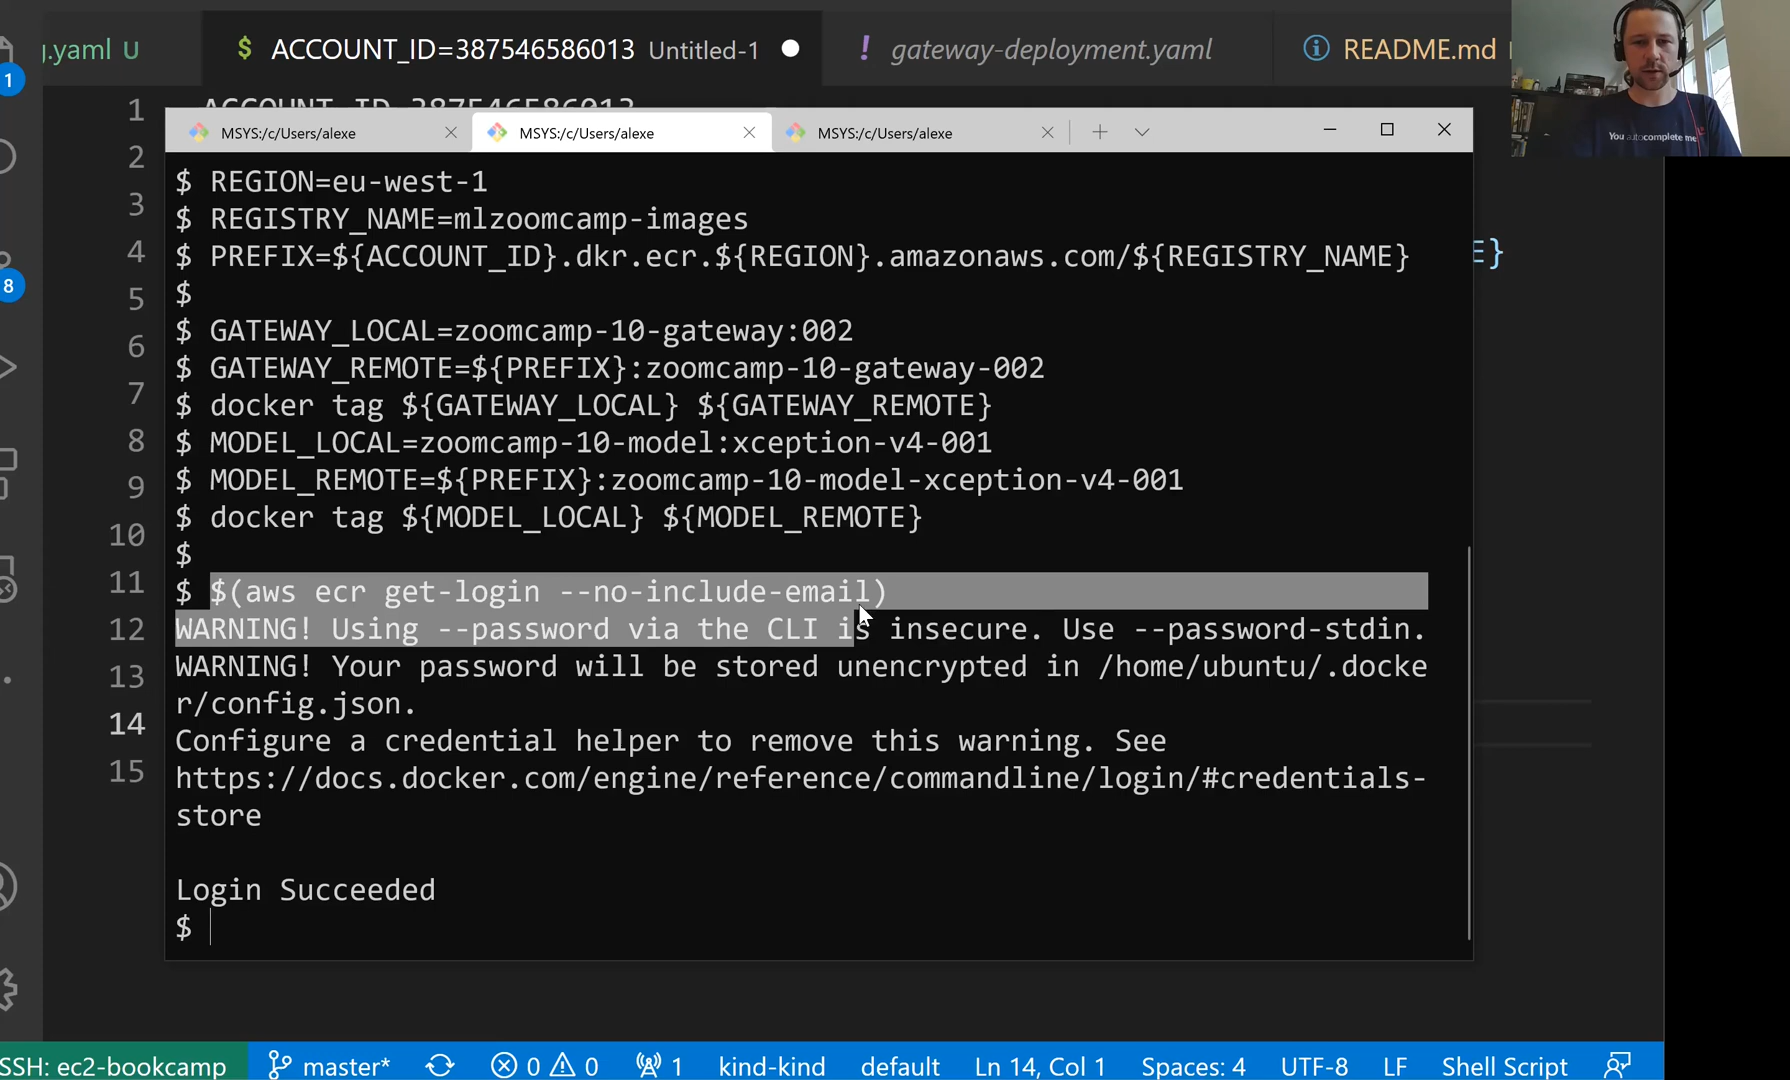 g.yaml U
$ ACCOUNT_ID=387546586013 Untitled-1
! gateway-deployment.yaml
README.md
1
8
1
2
3
4
5
6
7
8
9
10
11
12
13
14
15
ACCOUNT_ID=387546586013
E}
MSYS:/c/Users/alexe
MSYS:/c/Users/alexe
MSYS:/c/Users/alexe
$ REGION=eu-west-1
$ REGISTRY_NAME=mlzoomcamp-images
$ PREFIX=${ACCOUNT_ID}.dkr.ecr.${REGION}.amazonaws.com/${REGISTRY_NAME}
$
$ GATEWAY_LOCAL=zoomcamp-10-gateway:002
$ GATEWAY_REMOTE=${PREFIX}:zoomcamp-10-gateway-002
$ docker tag ${GATEWAY_LOCAL} ${GATEWAY_REMOTE}
$ MODEL_LOCAL=zoomcamp-10-model:xception-v4-001
$ MODEL_REMOTE=${PREFIX}:zoomcamp-10-model-xception-v4-001
$ docker tag ${MODEL_LOCAL} ${MODEL_REMOTE}
$
$ $(aws ecr get-login --no-include-email)
WARNING! Using --password via the CLI is insecure. Use --password-stdin.
WARNING! Your password will be stored unencrypted in /home/ubuntu/.docke
r/config.json.
Configure a credential helper to remove this warning. See
https://docs.docker.com/engine/reference/commandline/login/#credentials-
store
Login Succeeded
$
You autocomplete me
SSH: ec2-bookcamp master* 0 0 1 kind-kind default Ln 14, Col 1 Spaces: 4 UTF-8 LF Shell Script